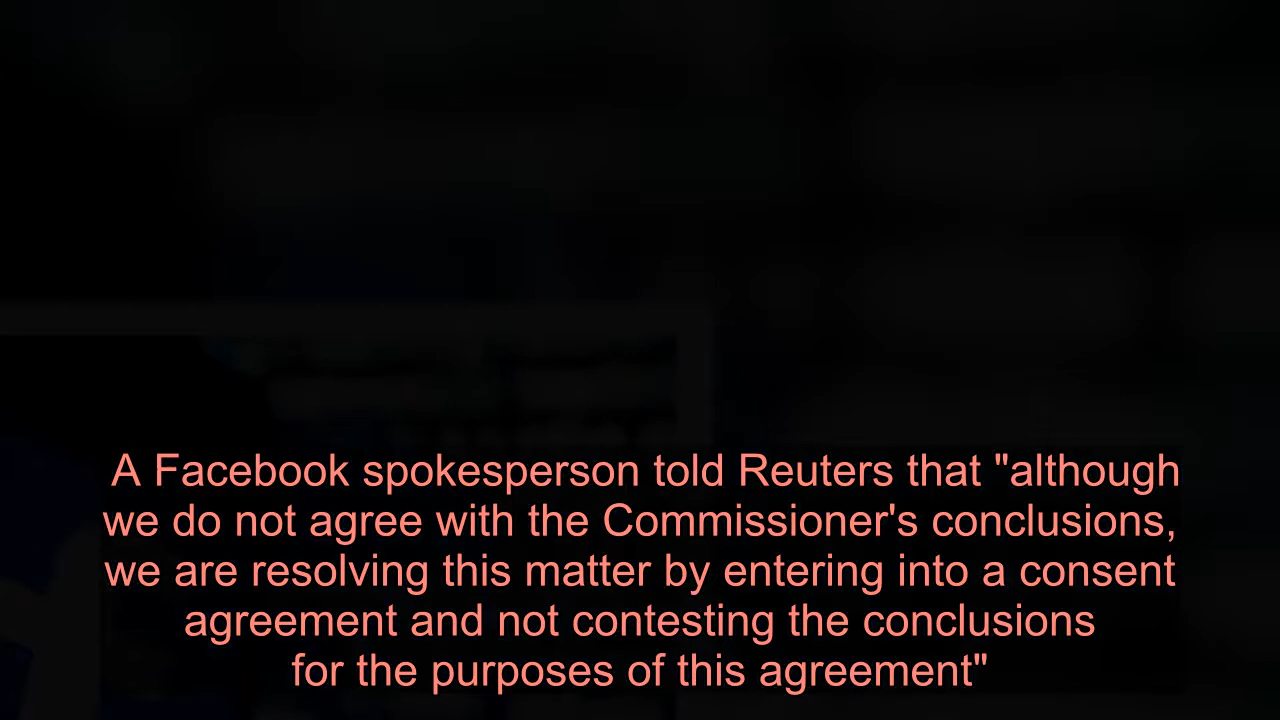 A Facebook spokesperson told Reuters that "although
we do not agree with the Commissioner's conclusions,
we are resolving this matter by entering into a consent
agreement and not contesting the conclusions
for the purposes of this agreement"